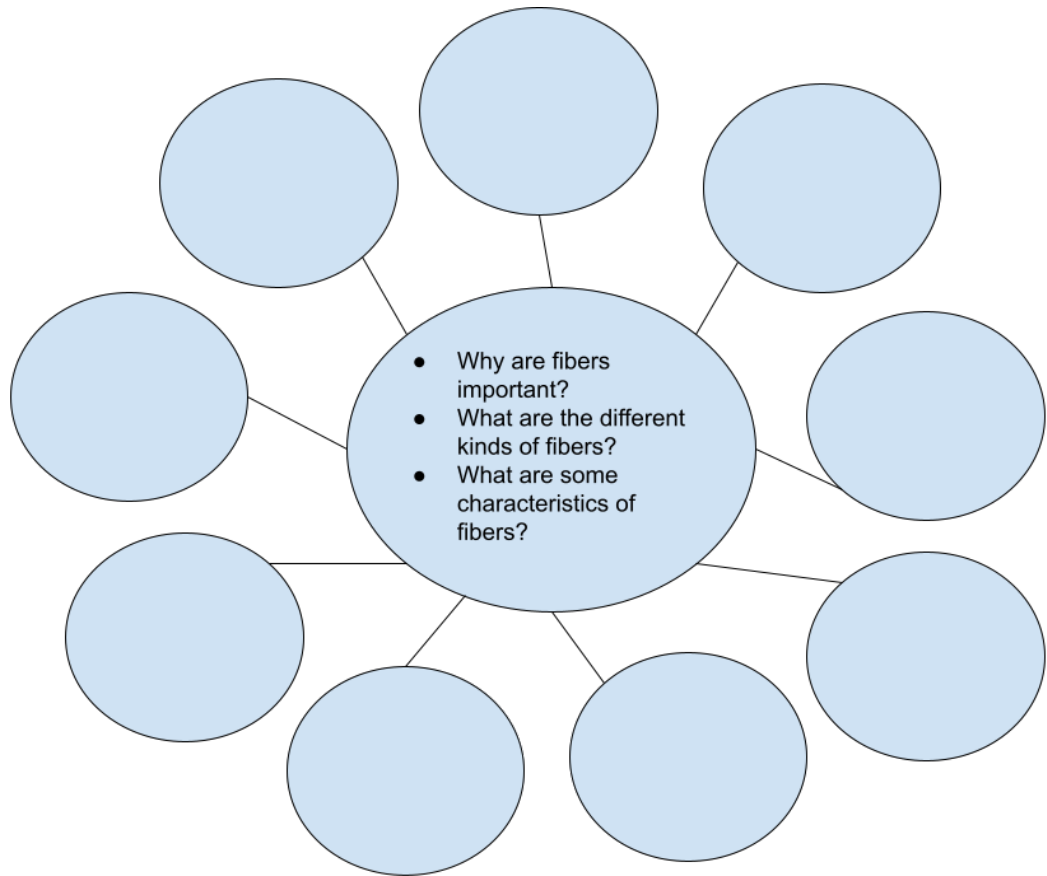 ● Why are fibers
important?
● What are the different
kinds of fibers?
● What are some
characteristics of
fibers?